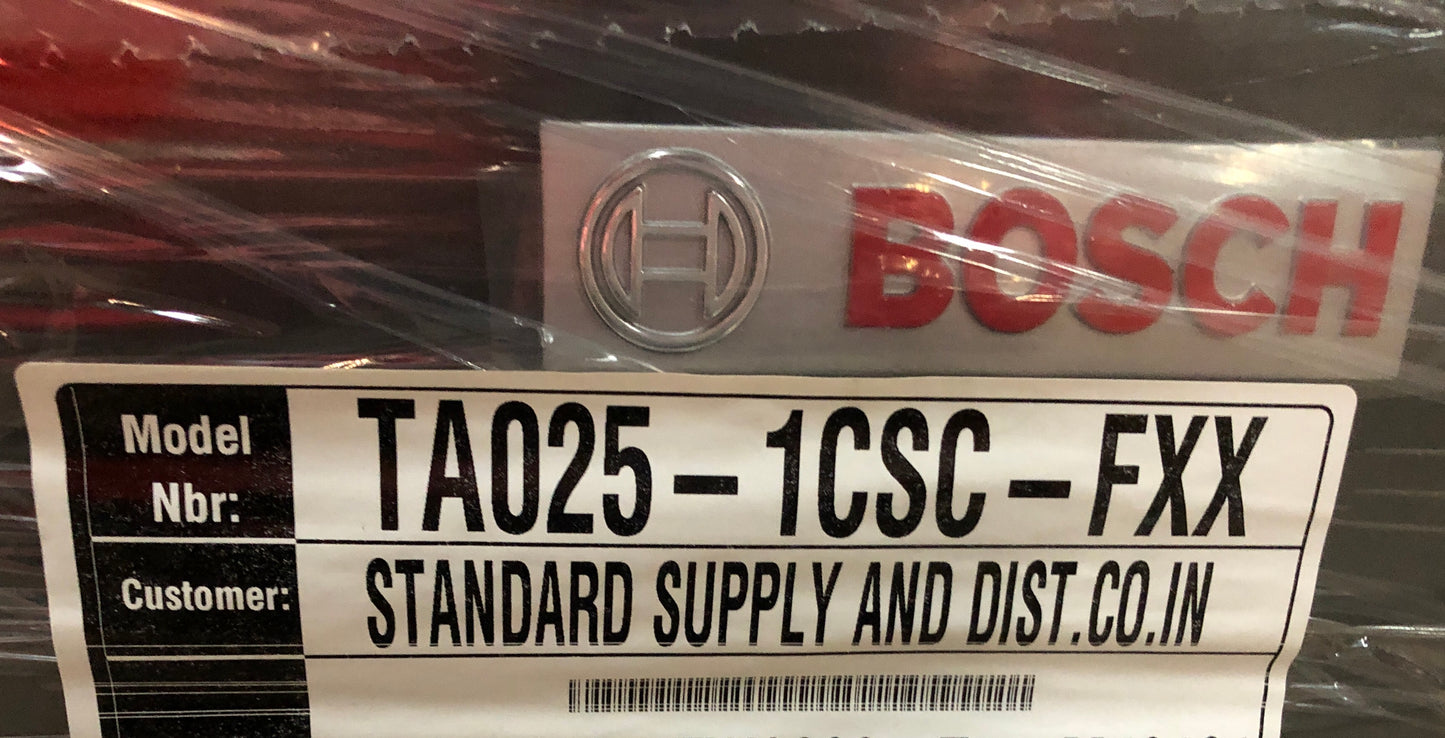 BOSCH
Model Nbr: TA025-1CSC-FXX
Customer: STANDARD SUPPLY AND DIST.CO.IN